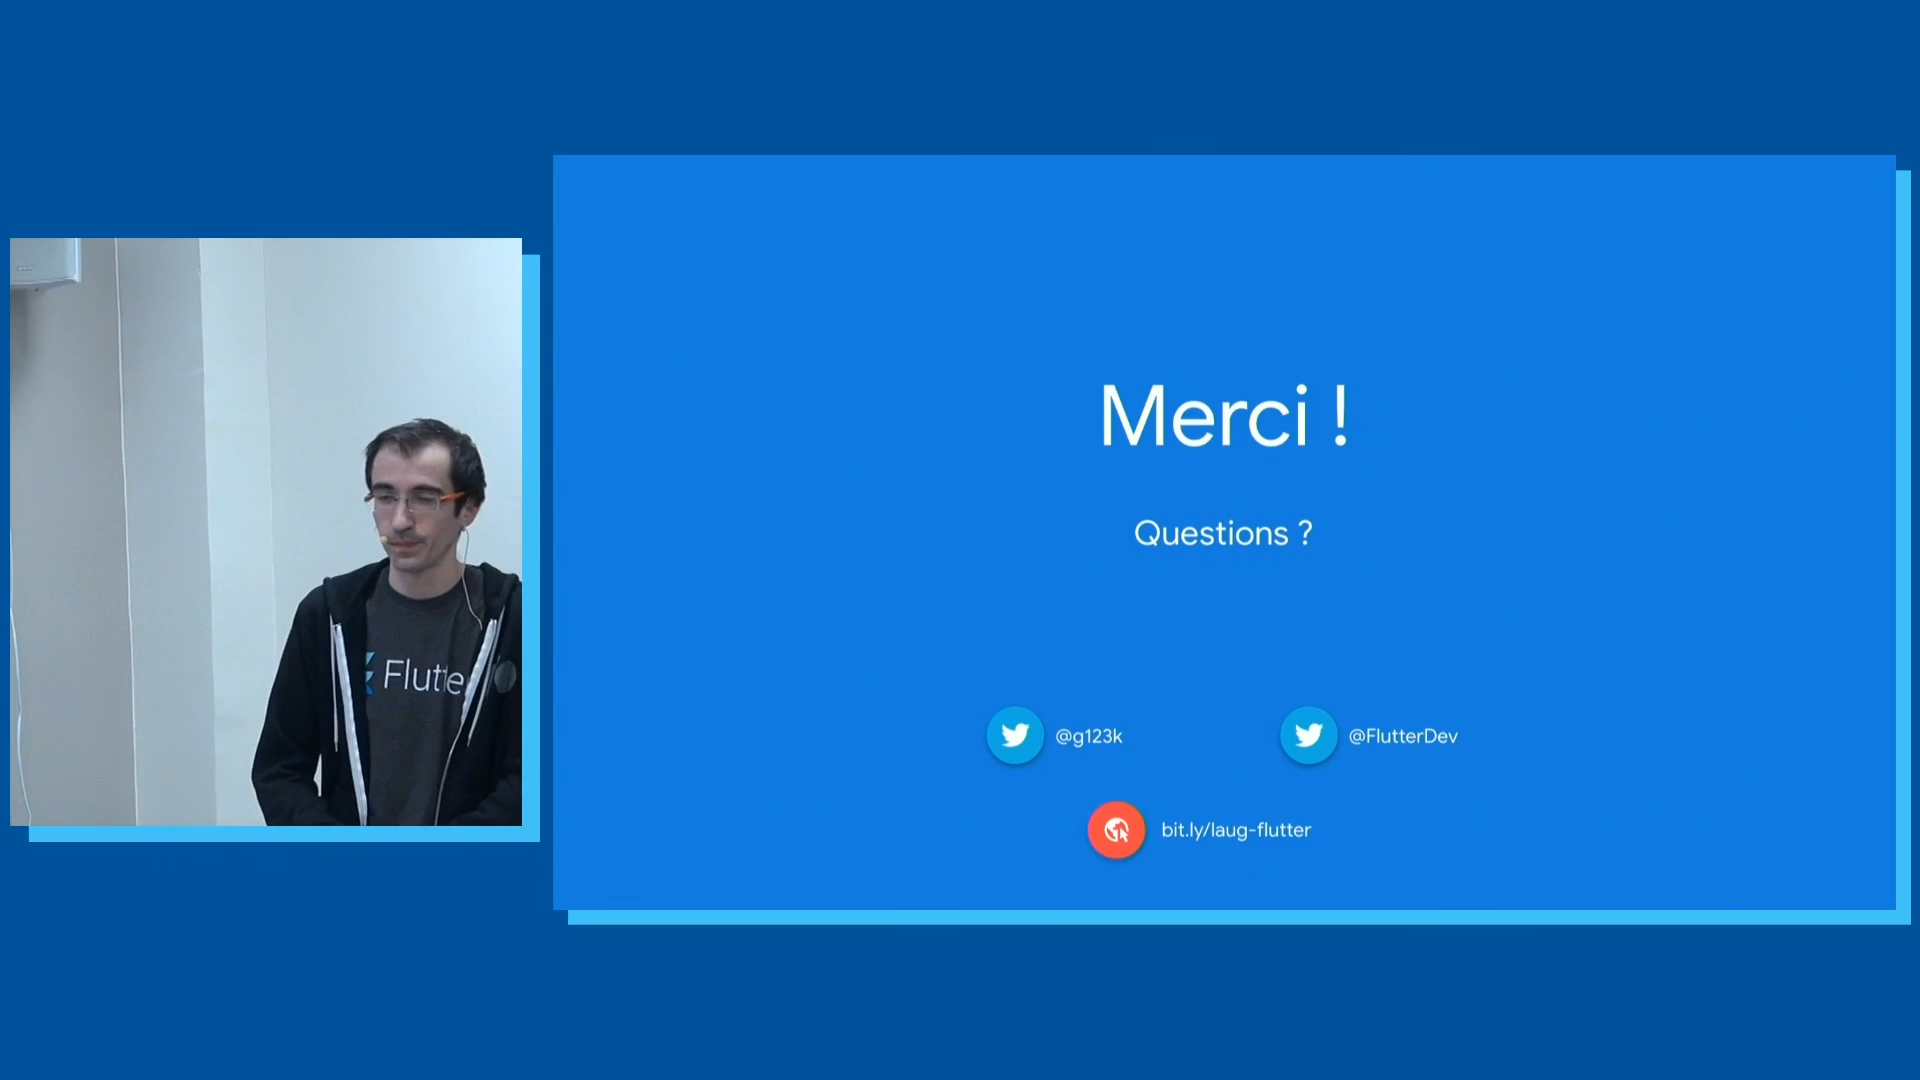 Flutte
Merci !
Questions ?
@g123k
@FlutterDev
bit.ly/laug-flutter